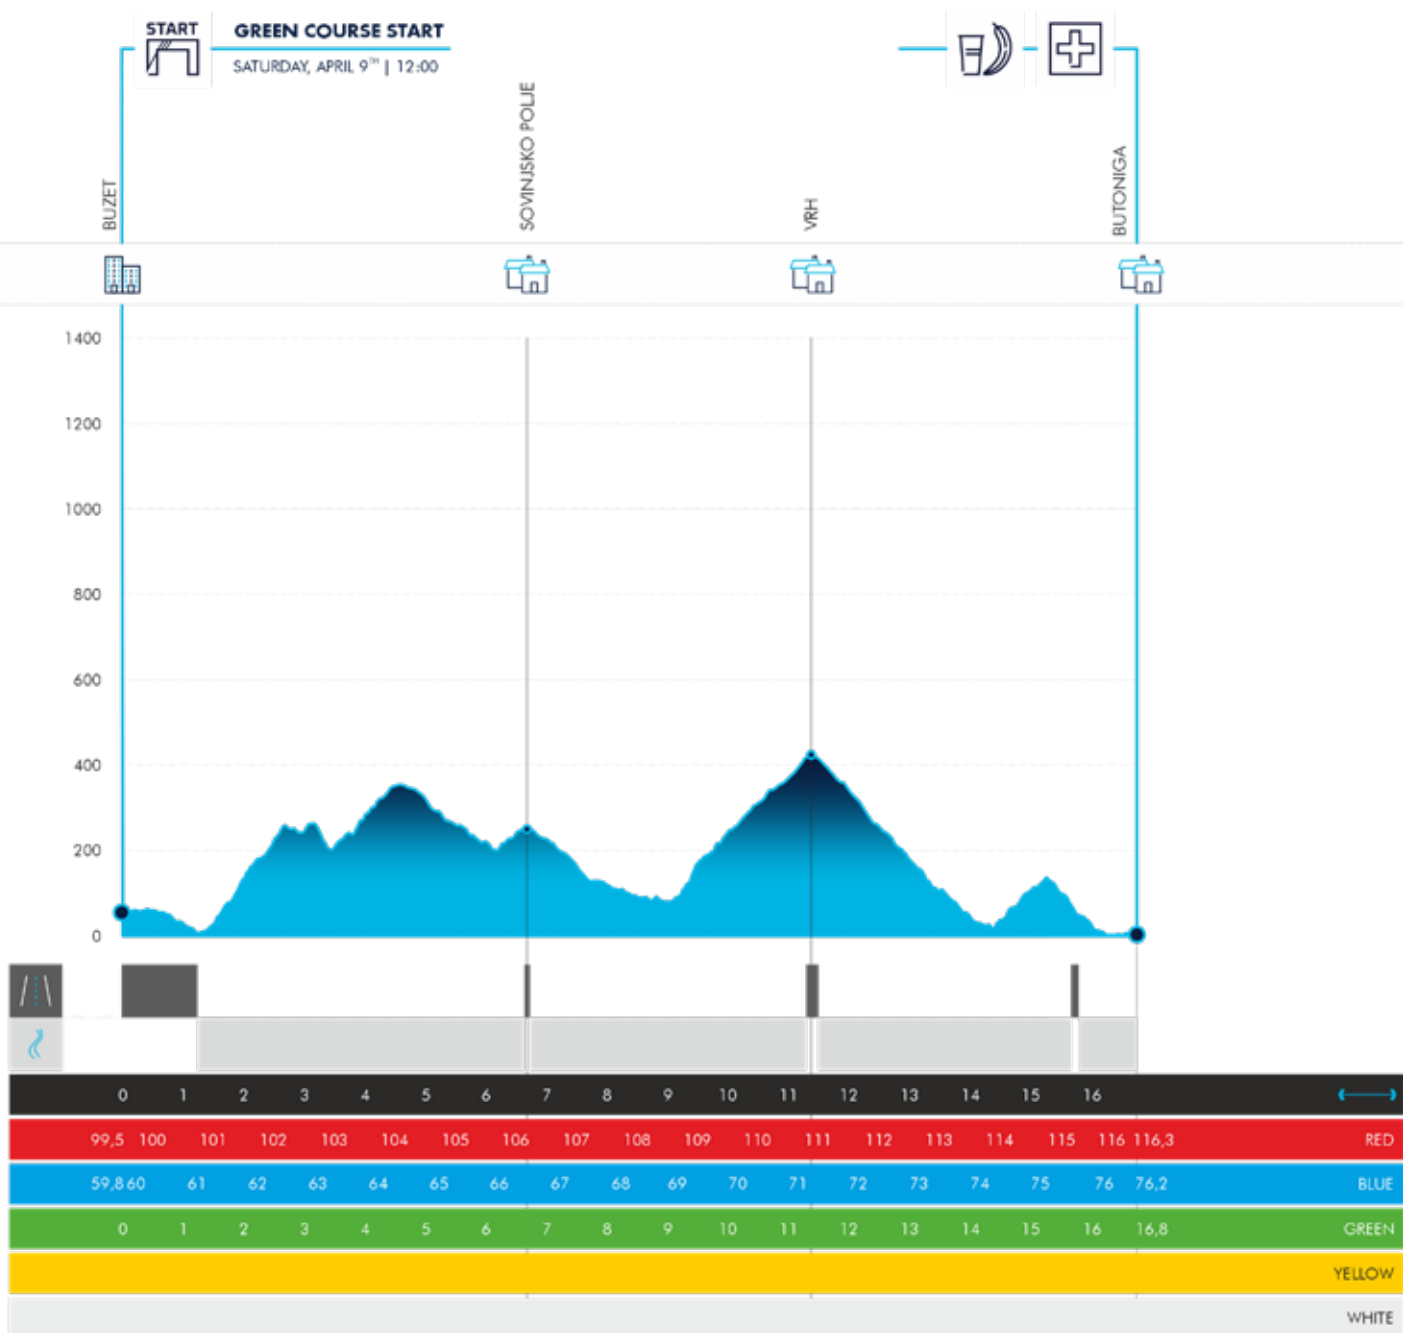 START
GREEN COURSE START
SATURDAY, APRIL 9TH | 12:00
BUZET
SOVINJSKO POLJE
VRH
BUTONIGA
1400
1200
1000
800
600
400
200
0
0 1 2 3 4 5 6 7 8 9 10 11 12 13 14 15 16
99,5 100 101 102 103 104 105 106 107 108 109 110 111 112 113 114 115 116 116,3 RED
59,8 60 61 62 63 64 65 66 67 68 69 70 71 72 73 74 75 76 76,2 BLUE
0 1 2 3 4 5 6 7 8 9 10 11 12 13 14 15 16 16,8 GREEN
YELLOW
WHITE